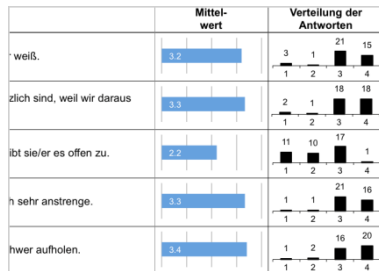 Mittel-
wert
Verteilung der
Antworten
weiß.
3.2
3 1 21 15
1 2 3 4
zlich sind, weil wir daraus
3.3
2 1 18 18
1 2 3 4
ibt sie/er es offen zu.
2.2
11 10 17 1
1 2 3 4
sehr anstrenge.
3.3
1 1 21 16
1 2 3 4
hwer aufholen.
3.4
1 2 16 20
1 2 3 4